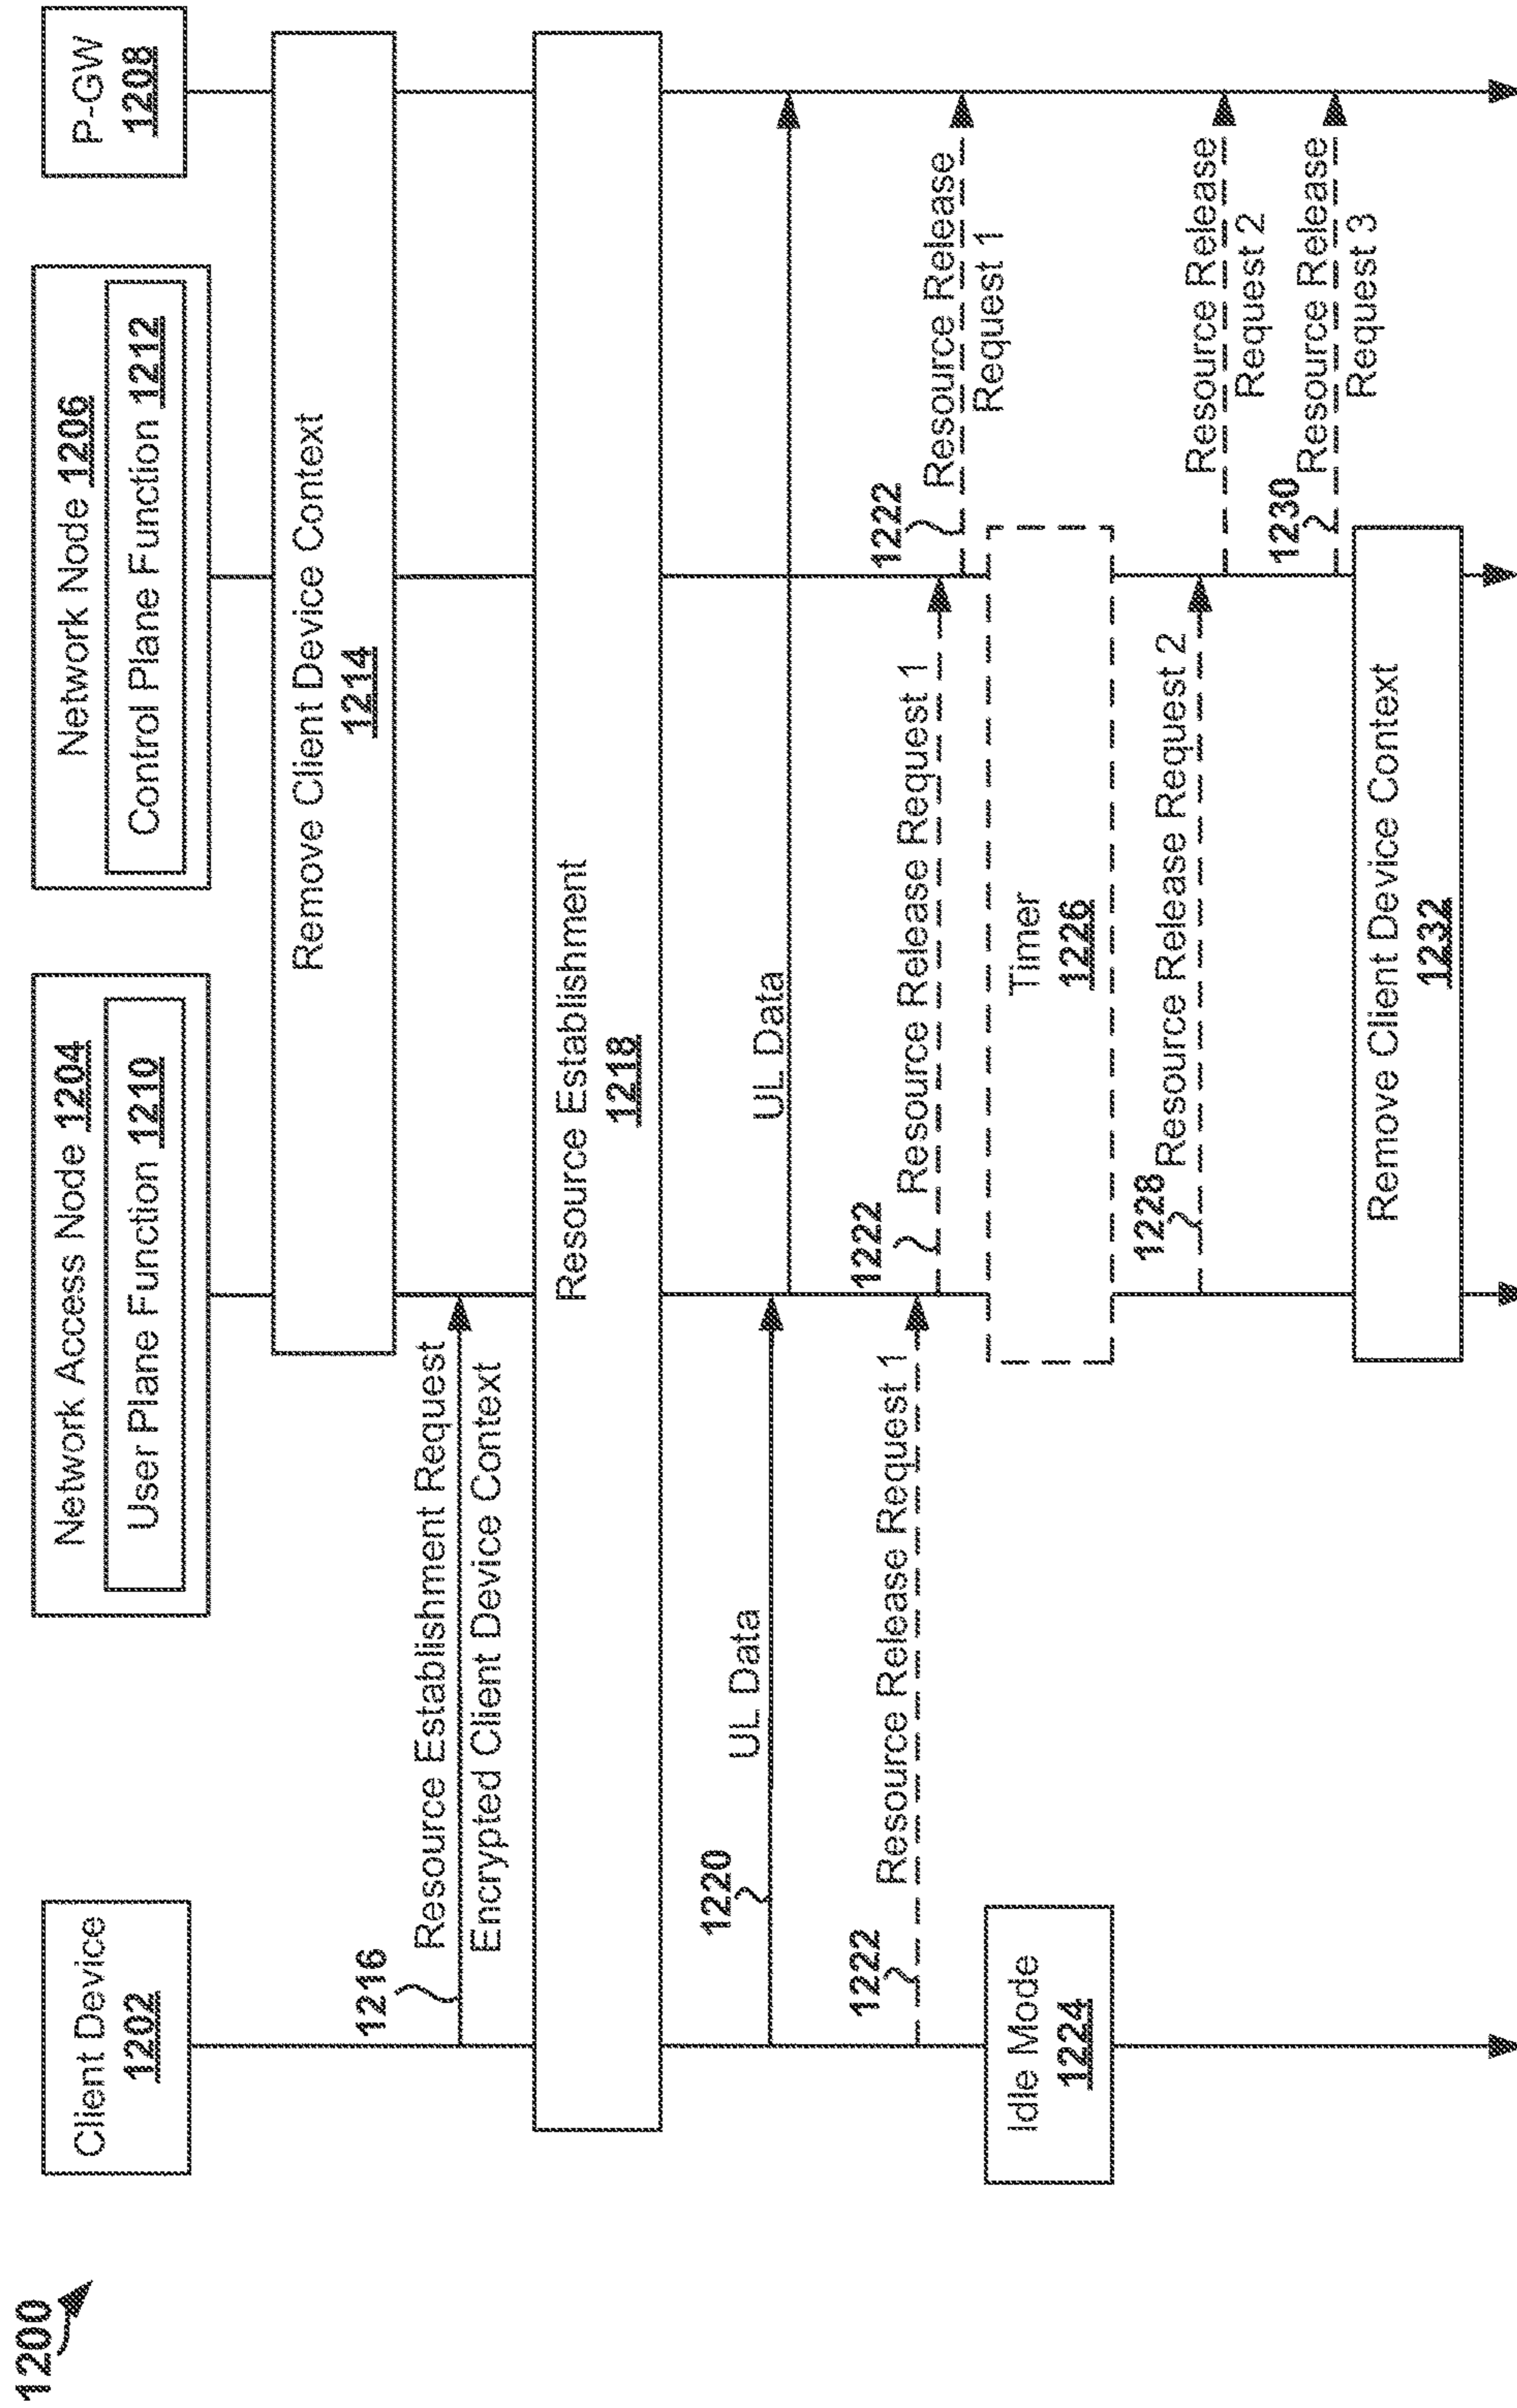 1200
Client Device
1202
Network Access Node 1204
User Plane Function 1210
Network Node 1206
Control Plane Function 1212
P-GW
1208
Remove Client Device Context
1214
1216
Resource Establishment Request
Encrypted Client Device Context
Resource Establishment
1218
1220
UL Data
UL Data
1222
Resource Release Request 1
1222
Resource Release Request 1
1222
Resource Release
Request 1
Idle Mode
1224
Timer
1226
1228
Resource Release Request 2
Resource Release
Request 2
1230
Resource Release
Request 3
Remove Client Device Context
1232